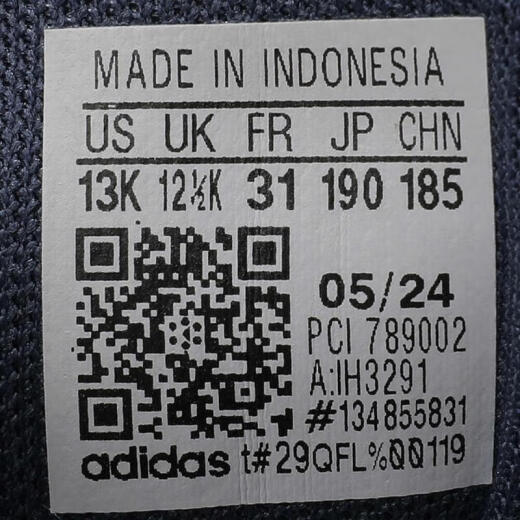 MADE IN INDONESIA
US UK FR JP CHN
13K 12½K 31 190 185
05/24
PCI 789002
A:IH3291
#134855831
adidas t#29QFL%00119